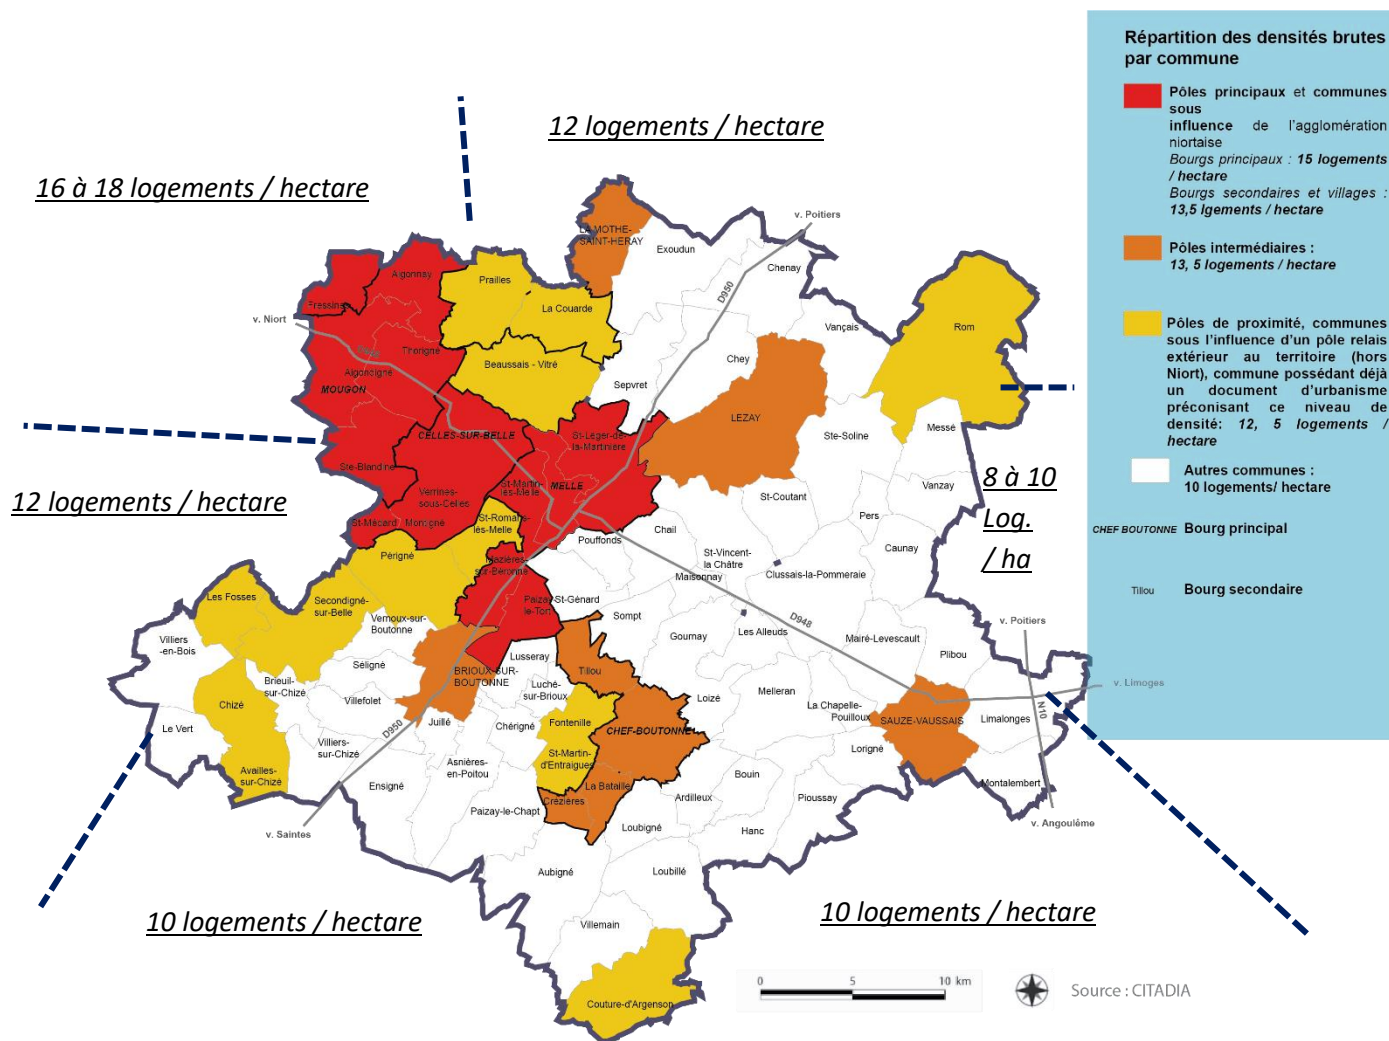 12 logements / hectare
16 à 18 logements / hectare
12 logements / hectare
8 à 10
Log.
/ ha
10 logements / hectare
10 logements / hectare
Répartition des densités brutes
par commune
Pôles principaux et communes
sous
influence de l'agglomération
niortaise
Bourgs principaux : 15 logements
/ hectare
Bourgs secondaires et villages :
13,5 lgements / hectare
Pôles intermédiaires :
13, 5 logements / hectare
Pôles de proximité, communes
sous l'influence d'un pôle relais
extérieur au territoire (hors
Niort), commune possédant déjà
un document d'urbanisme
préconisant ce niveau de
densité: 12, 5 logements /
hectare
Autres communes :
10 logements/ hectare
CHEF BOUTONNE Bourg principal
Tillou Bourg secondaire
v. Poitiers
LA MOTHE-
SAINT-HERAY
Exoudun
Chenay
D950
Aigonnay
Prailles
La Couarde
Fressines
v. Niort
Vançais
Rom
Thorigné
Chey
Beaussais - Vitré
Aigondigné
MOUGON
Sepvret
LEZAY
Messé
CELLES-SUR-BELLE
St-Leger-de-
la-Martinière
Ste-Soline
Ste-Blandine
St-Martin-
lès-Melle
MELLE
Verrines-
sous-Celles
St-Coutant
Vanzay
St-Médard
Montigné
St-Romans-
lès-Melle
Chail
Pers
Pouffonds
Périgné
Mazières-
sur-Béronne
St-Vincent-
la Châtre
Caunay
Maisonnay
Clussais-la-Pommeraie
Les Fosses
Secondigné-
sur-Belle
Paizay-
le-Tort
St-Génard
Vernoux-sur-
Boutonne
Sompt
D948
v. Poitiers
Villiers
-en-Bois
Gournay
Les Alleuds
Mairé-Levescault
Plibou
Lusseray
Séligné
BRIOUX-SUR-
BOUTONNE
Tillou
v. Limoges
Brieuil-
sur-Chizé
Luché-
sur-Brioux
Melleran
Villefolet
Loizé
Chizé
La Chapelle-
Pouilloux
N10
Juillé
Chérigné
Fontenille
SAUZE-VAUSSAIS
Limalonges
Le Vert
D950
CHEF-BOUTONNE
Villiers-
sur-Chizé
St-Martin-
d'Entraigues
Lorigné
Availles-
sur-Chizé
Asnières-
en-Poitou
Bouin
Ensigné
La Bataille
Montalembert
Ardilleux
Pioussay
Crézières
Paizay-le-Chapt
v. Angoulême
v. Saintes
Loubigné
Hanc
Aubigné
Loubillé
Villemain
Couture-d'Argenson
0 5 10 km
Source : CITADIA